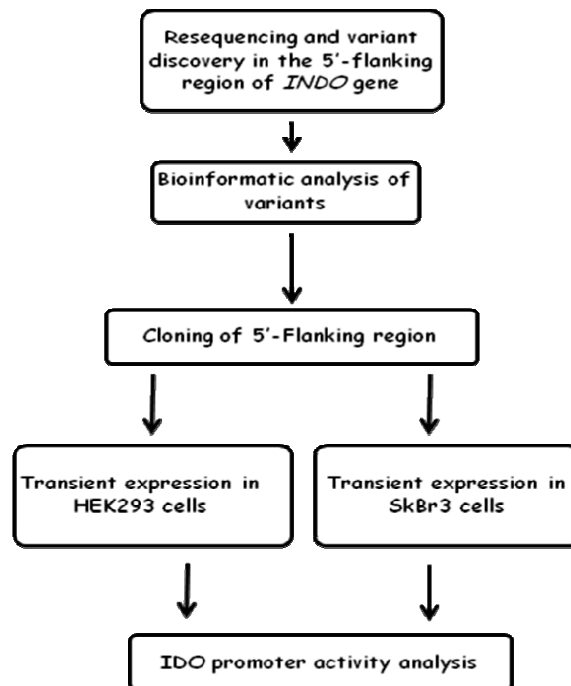 Resequencing and variant
discovery in the 5'-flanking
region of INDO gene
Bioinformatic analysis of
variants
Cloning of 5'-Flanking region
Transient expression in
HEK293 cells
Transient expression in
SkBr3 cells
IDO promoter activity analysis